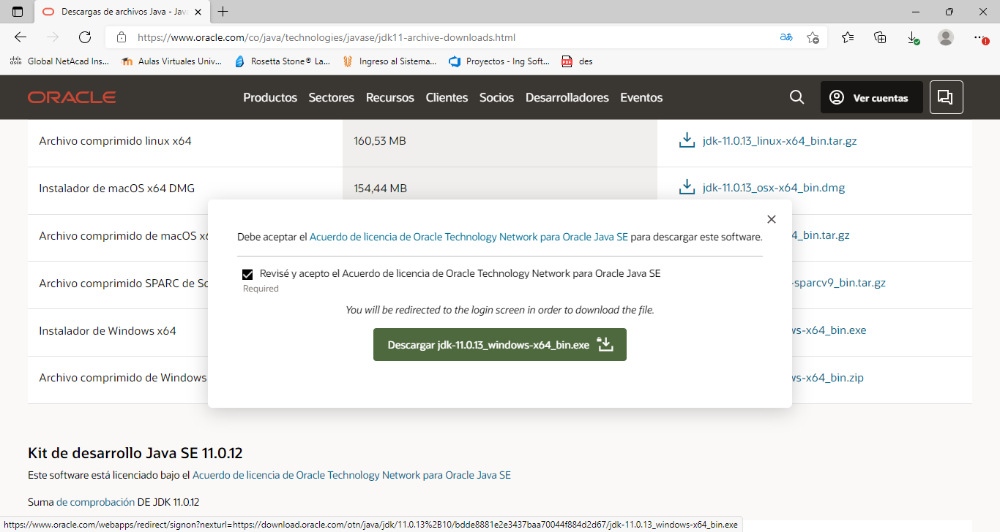 Descargas de archivos Java - Java
https://www.oracle.com/co/java/technologies/javase/jdk11-archive-downloads.html
Global NetAcad Ins...
Aulas Virtuales Univ...
Rosetta Stone® La...
Ingreso al Sistema...
Proyectos - Ing Soft...
des
ORACLE
Productos
Sectores
Recursos
Clientes
Socios
Desarrolladores
Eventos
Ver cuentas
Archivo comprimido linux x64
160,53 MB
jdk-11.0.13_linux-x64_bin.tar.gz
Instalador de macOS x64 DMG
154,44 MB
jdk-11.0.13_osx-x64_bin.dmg
Debe aceptar el Acuerdo de licencia de Oracle Technology Network para Oracle Java SE para descargar este software.
Revisé y acepto el Acuerdo de licencia de Oracle Technology Network para Oracle Java SE
Required
You will be redirected to the login screen in order to download the file.
Descargar jdk-11.0.13_windows-x64_bin.exe
Archivo comprimido de macOS x6
4_bin.tar.gz
Archivo comprimido SPARC de So
-sparcv9_bin.tar.gz
Instalador de Windows x64
ws-x64_bin.exe
Archivo comprimido de Windows
ws-x64_bin.zip
Kit de desarrollo Java SE 11.0.12
Este software está licenciado bajo el Acuerdo de licencia de Oracle Technology Network para Oracle Java SE
Suma de comprobación DE JDK 11.0.12
https://www.oracle.com/webapps/redirect/signon?nexturl=https://download.oracle.com/otn/java/jdk/11.0.13%2B10/bdde8881e2e3437baa70044f884d2d67/jdk-11.0.13_windows-x64_bin.exe